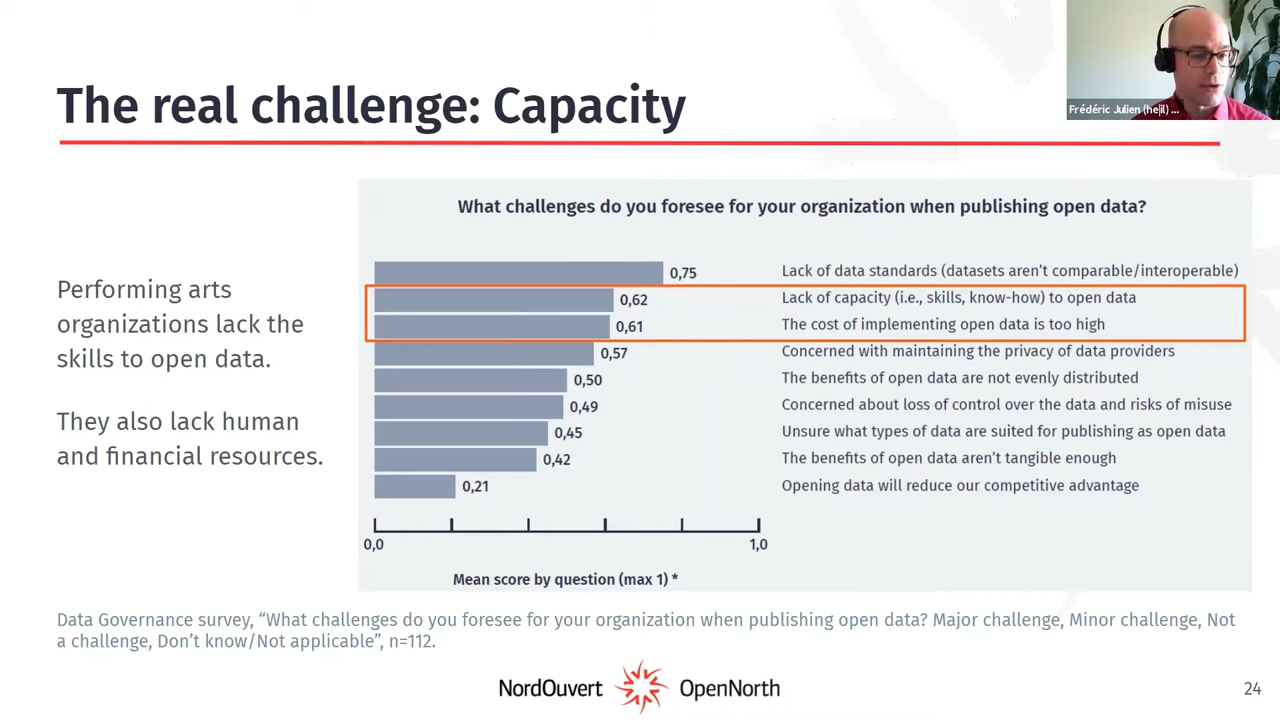 The real challenge: Capacity
Frédéric Julien (he|il) ...
Performing arts
organizations lack the
skills to open data.
They also lack human
and financial resources.
What challenges do you foresee for your organization when publishing open data?
0,75 Lack of data standards (datasets aren't comparable/interoperable)
0,62 Lack of capacity (i.e., skills, know-how) to open data
0,61 The cost of implementing open data is too high
0,57 Concerned with maintaining the privacy of data providers
0,50 The benefits of open data are not evenly distributed
0,49 Concerned about loss of control over the data and risks of misuse
0,45 Unsure what types of data are suited for publishing as open data
0,42 The benefits of open data aren't tangible enough
0,21 Opening data will reduce our competitive advantage
0,0 1,0
Mean score by question (max 1) *
Data Governance survey, “What challenges do you foresee for your organization when publishing open data? Major challenge, Minor challenge, Not
a challenge, Don't know/Not applicable”, n=112.
NordOuvert OpenNorth
24